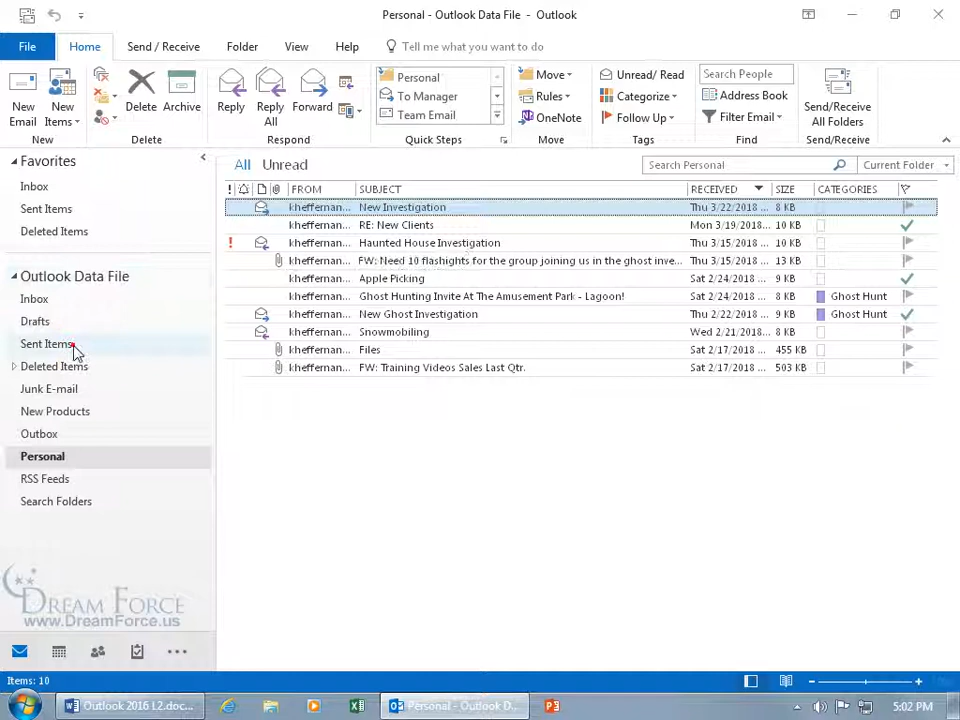 Personal - Outlook Data File - Outlook
File Home Send / Receive Folder View Help Tell me what you want to do
New Email
New Items
Delete Archive
Reply
Reply All
Forward
Personal
To Manager
Team Email
Move
Rules
OneNote
Unread/ Read
Categorize
Follow Up
Search People
Address Book
Filter Email
Send/Receive All Folders
New Delete Respond Quick Steps Move Tags Find Send/Receive
Favorites
Inbox
Sent Items
Deleted Items
Outlook Data File
Inbox
Drafts
Sent Items
Deleted Items
Junk E-mail
New Products
Outbox
Personal
RSS Feeds
Search Folders
DREAM FORCE
www.DreamForce.us
All Unread Search Personal Current Folder
! FROM SUBJECT RECEIVED SIZE CATEGORIES
kheffernan... New Investigation Thu 3/22/2018 ... 8 KB
kheffernan... RE: New Clients Mon 3/19/2018 ... 10 KB
! kheffernan... Haunted House Investigation Thu 3/15/2018 ... 10 KB
kheffernan... FW: Need 10 flashights for the group joining us in the ghost inve... Thu 3/15/2018 ... 13 KB
kheffernan... Apple Picking Sat 2/24/2018 ... 9 KB
kheffernan... Ghost Hunting Invite At The Amusement Park - Lagoon! Sat 2/24/2018 ... 8 KB Ghost Hunt
kheffernan... New Ghost Investigation Thu 2/22/2018 ... 9 KB Ghost Hunt
kheffernan... Snowmobiling Wed 2/21/2018 ... 8 KB
kheffernan... Files Sat 2/17/2018 ... 455 KB
kheffernan... FW: Training Videos Sales Last Qtr. Sat 2/17/2018 ... 503 KB
Items: 10
Outlook 2016 L2.doc... Personal - Outlook D... 5:02 PM